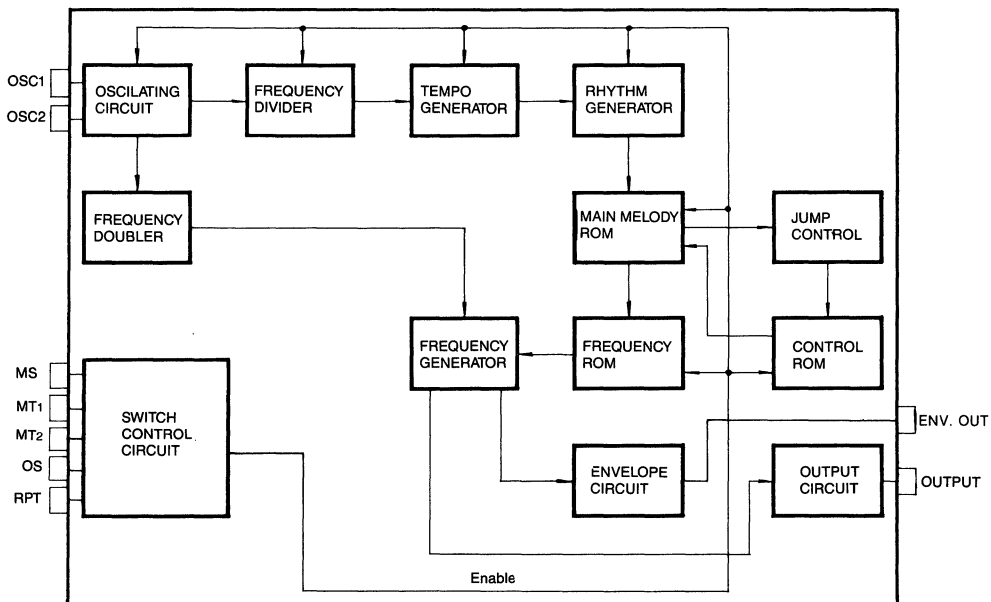 OSC1
OSC2
OSCILATING
CIRCUIT
FREQUENCY
DIVIDER
TEMPO
GENERATOR
RHYTHM
GENERATOR
FREQUENCY
DOUBLER
MAIN MELODY
ROM
JUMP
CONTROL
FREQUENCY
GENERATOR
FREQUENCY
ROM
CONTROL
ROM
MS
MT1
MT2
OS
RPT
SWITCH
CONTROL
CIRCUIT
ENVELOPE
CIRCUIT
OUTPUT
CIRCUIT
ENV. OUT
OUTPUT
Enable